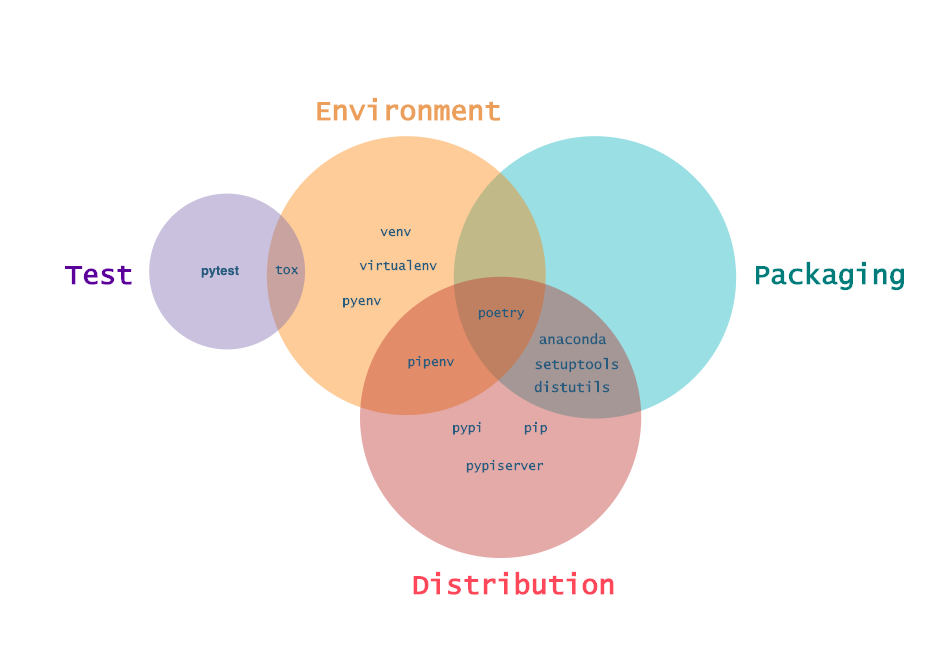 Environment
venv
virtualenv
pyenv
Test
pytest
tox
Packaging
poetry
anaconda
setuptools
distutils
pipenv
pypi
pip
pypiserver
Distribution